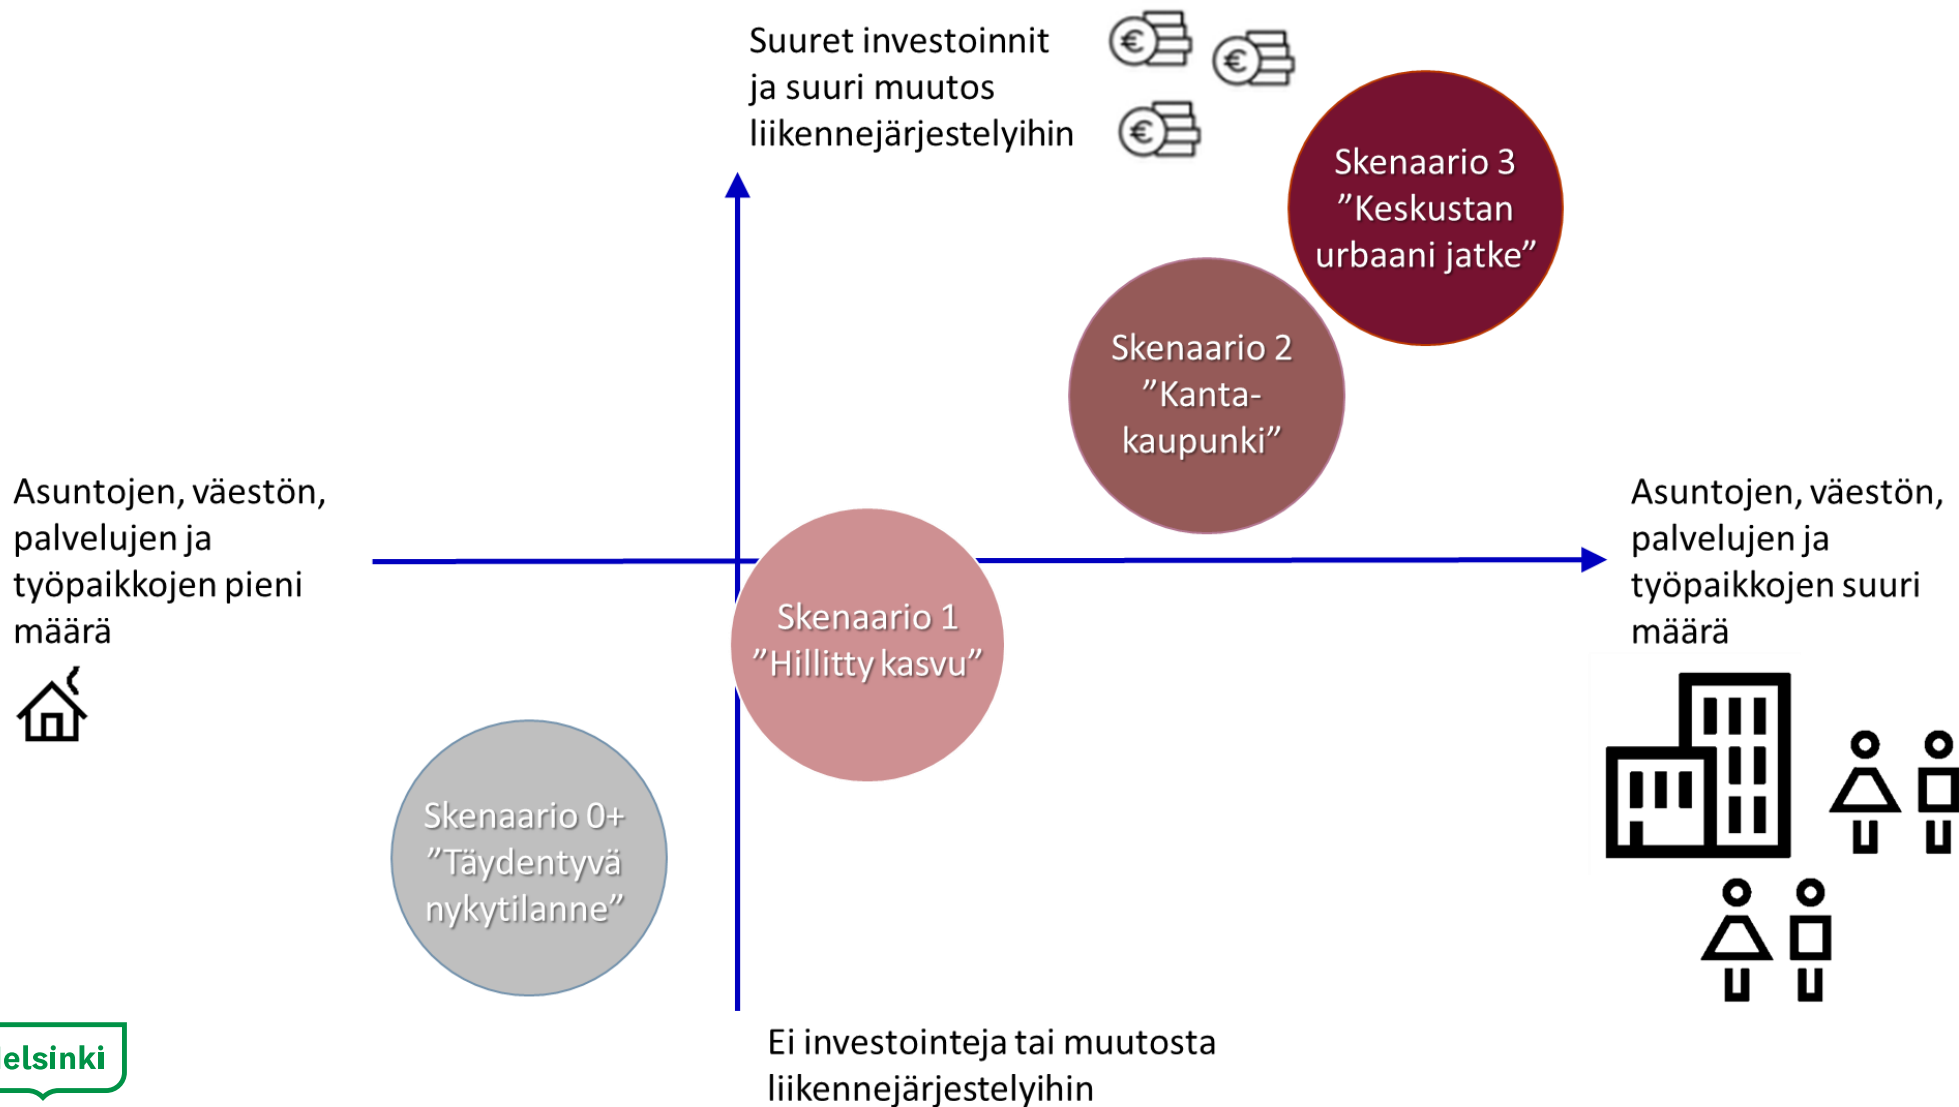 Suuret investoinnit
ja suuri muutos
liikennejärjestelyihin
Skenaario 3
”Keskustan
urbaani jatke”
Skenaario 2
”Kanta-
kaupunki”
Asuntojen, väestön,
palvelujen ja
työpaikkojen pieni
määrä
Asuntojen, väestön,
palvelujen ja
työpaikkojen suuri
määrä
Skenaario 1
”Hillitty kasvu”
Skenaario 0+
”Täydentyvä
nykytilanne”
Ei investointeja tai muutosta
liikennejärjestelyihin
elsinki